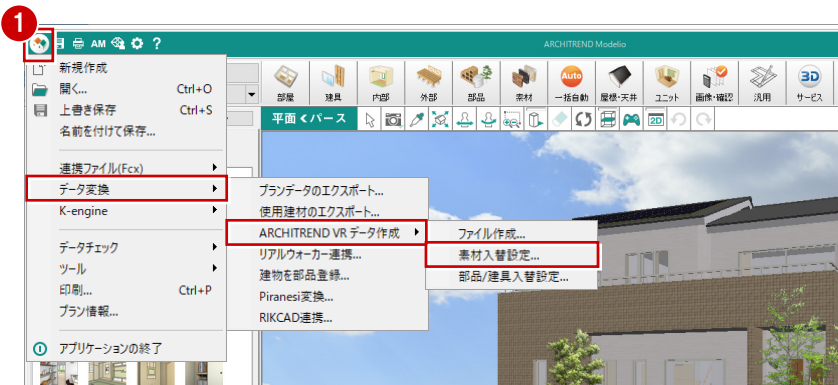 1
AM ?
ARCHITREND Modelio
部屋 建具 内部 外部 部品 素材 一括自動 屋根・天井 ユニット 画像・確認 汎用 サービス
Auto
3D
平面<パース
2D
新規作成
開く... Ctrl+O
上書き保存 Ctrl+S
名前を付けて保存...
連携ファイル(Fcx)
データ変換
K-engine
データチェック
ツール
印刷... Ctrl+P
プラン情報...
アプリケーションの終了
プランデータのエクスポート...
使用建材のエクスポート...
ARCHITREND VR データ作成
リアルウォーカー連携...
建物を部品登録...
Piranesi変換...
RIKCAD連携...
ファイル作成...
素材入替設定...
部品/建具入替設定...